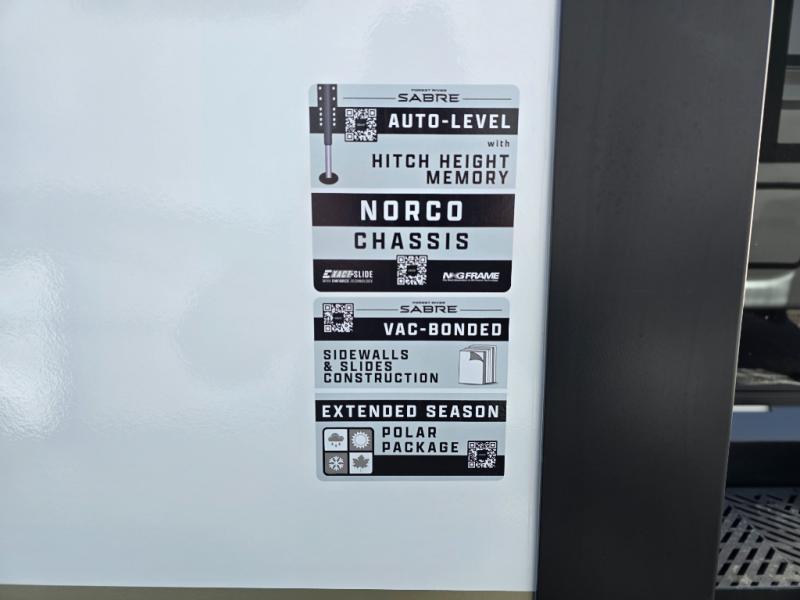 FOREST RIVER
SABRE
AUTO-LEVEL
with
HITCH HEIGHT
MEMORY
NORCO
CHASSIS
EXACT-SLIDE
NXG FRAME
FOREST RIVER
SABRE
VAC-BONDED
SIDEWALLS
& SLIDES
CONSTRUCTION
EXTENDED SEASON
POLAR
PACKAGE